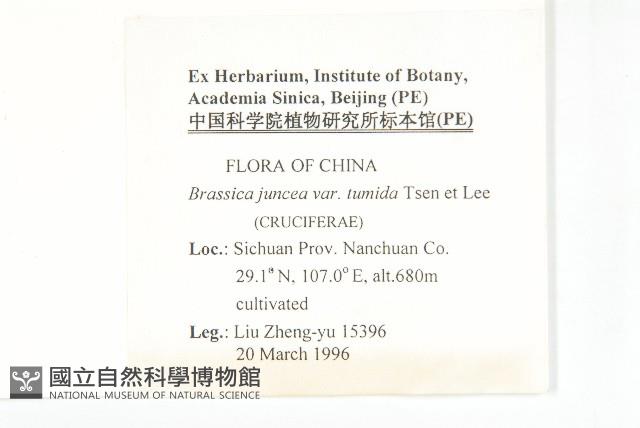 Ex Herbarium, Institute of Botany,
Academia Sinica, Beijing (PE)
中国科学院植物研究所标本馆(PE)
FLORA OF CHINA
Brassica juncea var. tumida Tsen et Lee
(CRUCIFERAE)
Loc.: Sichuan Prov. Nanchuan Co.
29.1° N, 107.0° E, alt.680m
cultivated
Leg.: Liu Zheng-yu 15396
20 March 1996
國立自然科學博物館
NATIONAL MUSEUM OF NATURAL SCIENCE